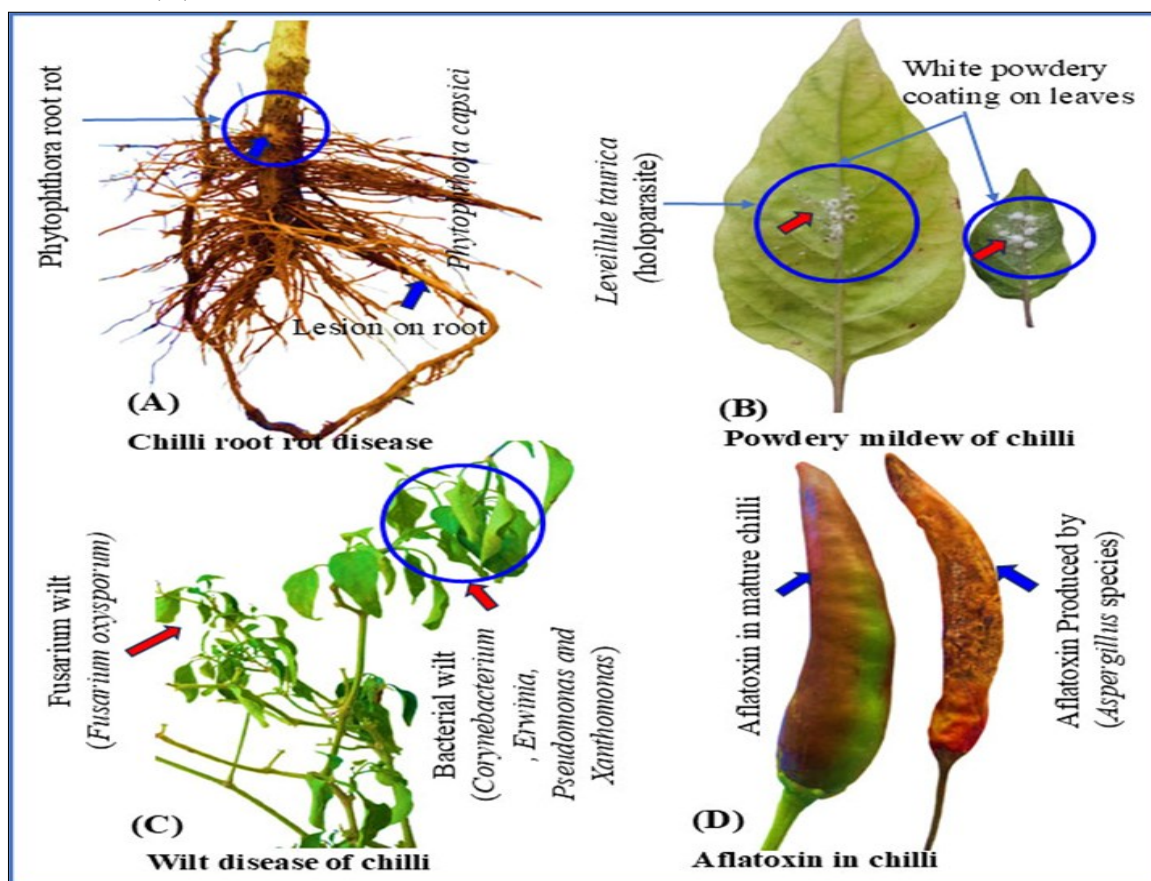 Phytophthora root rot
Phytophthora capsici
Lesion on root
(A)
Chilli root rot disease
White powdery
coating on leaves
Leveillule taurica
(holoparasite)
(B)
Powdery mildew of chilli
Fusarium wilt
(Fusarium oxysporum)
Bacterial wilt
(Corynebacterium
, Erwinia,
Pseudomonas and
Xanthomonas)
(C)
Wilt disease of chilli
Aflatoxin in mature chilli
Aflatoxin Produced by
(Aspergillus species)
(D)
Aflatoxin in chilli